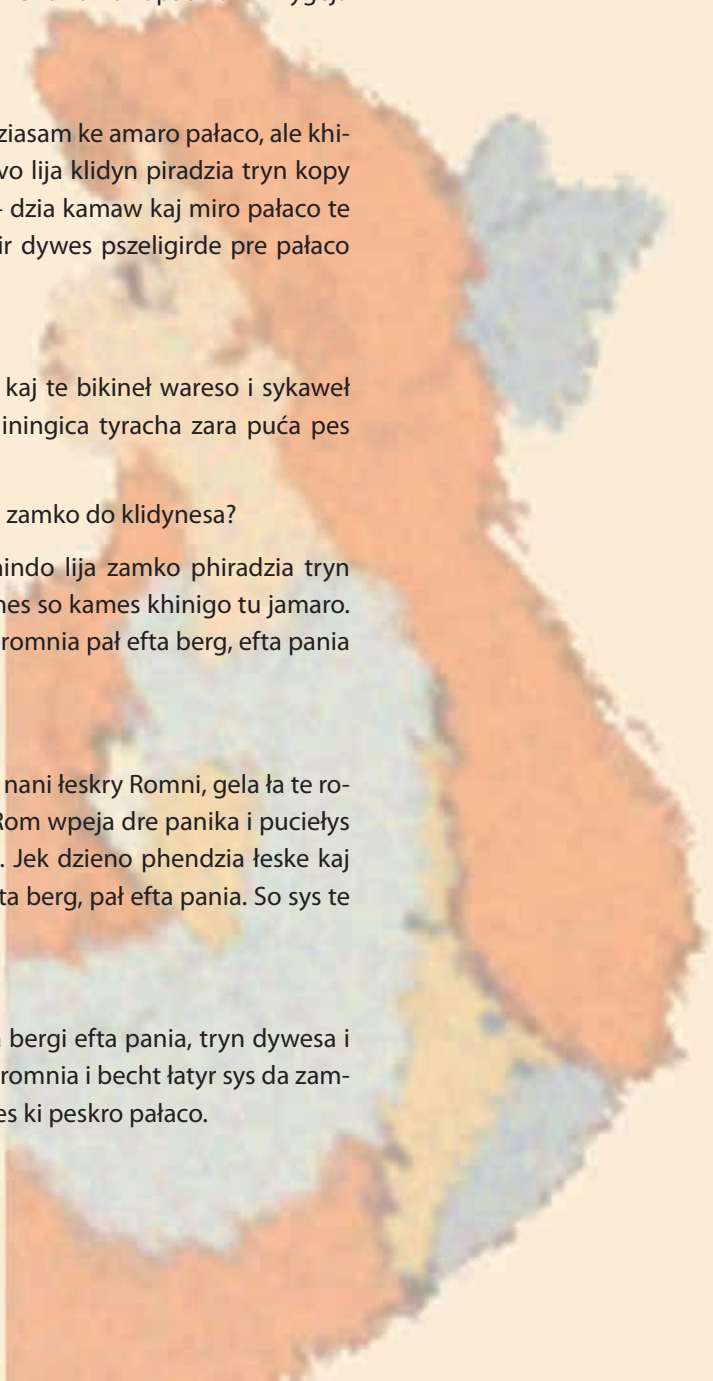 ziasam ke amaro pałaco, ale khi-
vo lija klidyn piradzia tryn kopy
- dzia kamaw kaj miro pałaco te
ir dywes pszeligirde pre pałaco
kaj te bikineł wareso i sykaweł
iningica tyracha zara puća pes
zamko do klidynesa?
indo lija zamko phiradzia tryn
nes so kames khinigo tu jamaro.
romnia pał efta berg, efta pania
nani łeskry Romni, geła ła te ro-
Rom wpeja dre panika i puciełys
. Jek dzieno phendzia łeske kaj
ta berg, pał efta pania. So sys te
bergi efta pania, tryn dywesa i
romnia i becht łatyr sys da zam-
es ki peskro pałaco.